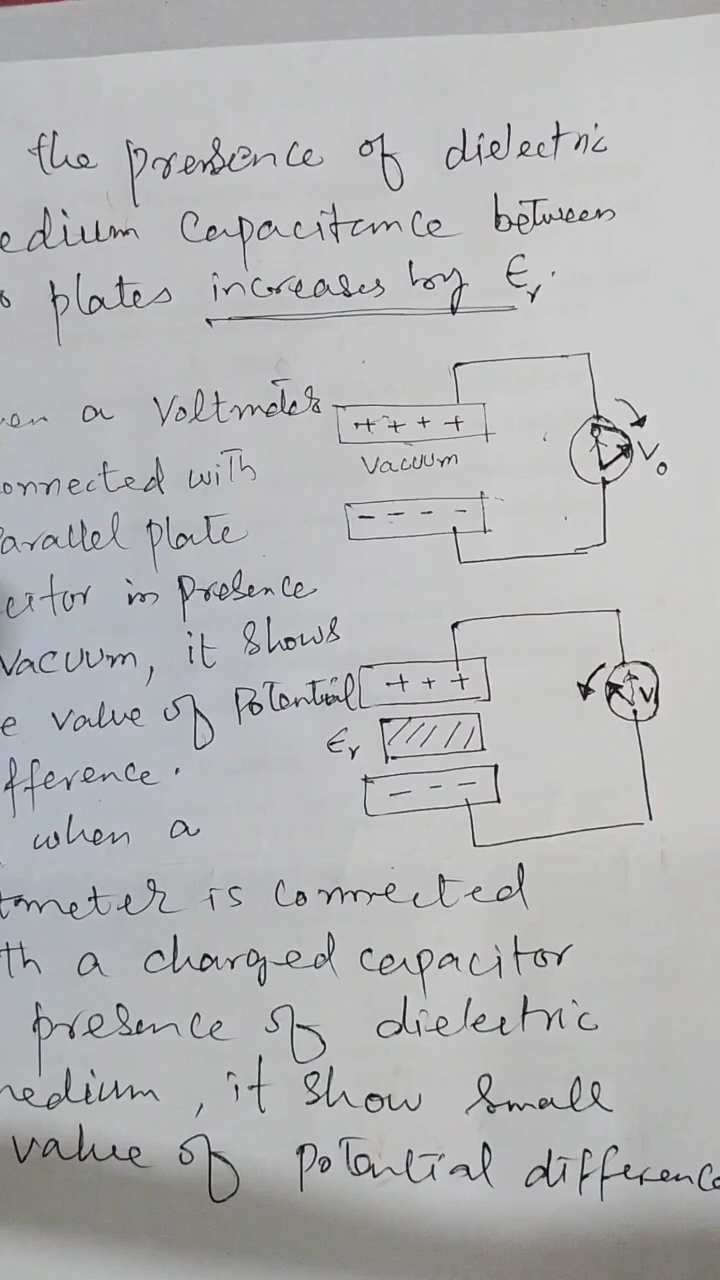 the presence of dielectric
edium Capacitance between
plates increases by ϵr.
en a Voltmeter
+ + + +
Vacuum
V₀
onnected with
- - - -
arallel plate
citor in presence
Vacuum, it shows
e value of Potential
+ + +
V
ϵr
fference.
- - -
when a
tmeter is connected
th a charged capacitor
presence of dielectric
medium, it show small
value of potential difference